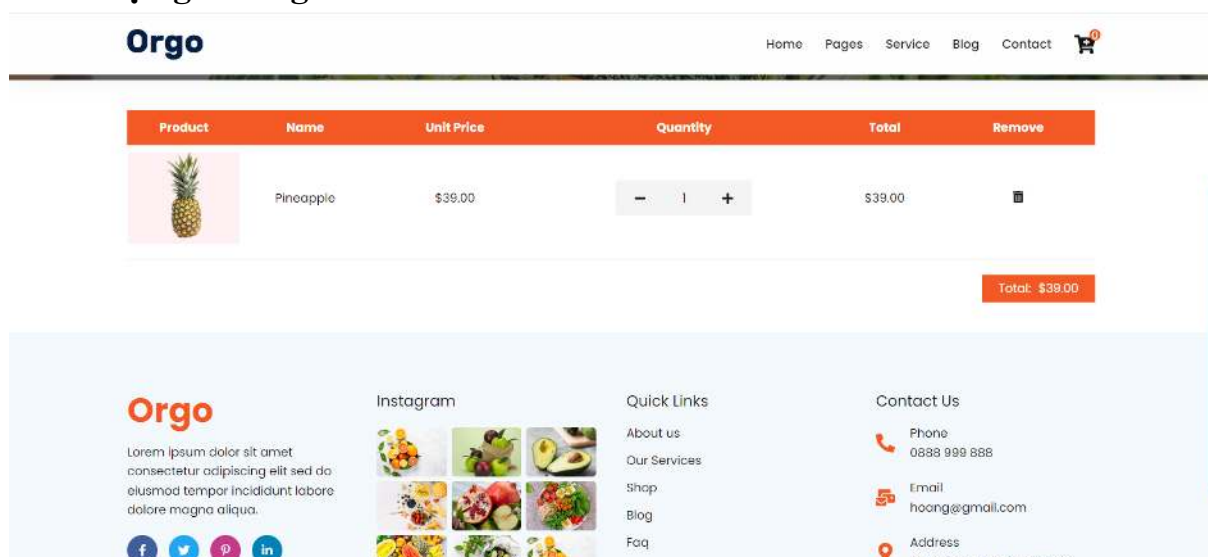 Orgo
Home Pages Service Blog Contact 0
Product Name Unit Price Quantity Total Remove
Pineapple $39.00 − 1 + $39.00
Total: $39.00
Orgo
Lorem ipsum dolor sit amet
consectetur adipiscing elit sed do
eiusmod tempor incididunt labore
dolore magna aliqua.
Instagram
Quick Links
About us
Our Services
Shop
Blog
Faq
Contact Us
Phone
0888 999 888
Email
hoang@gmail.com
Address